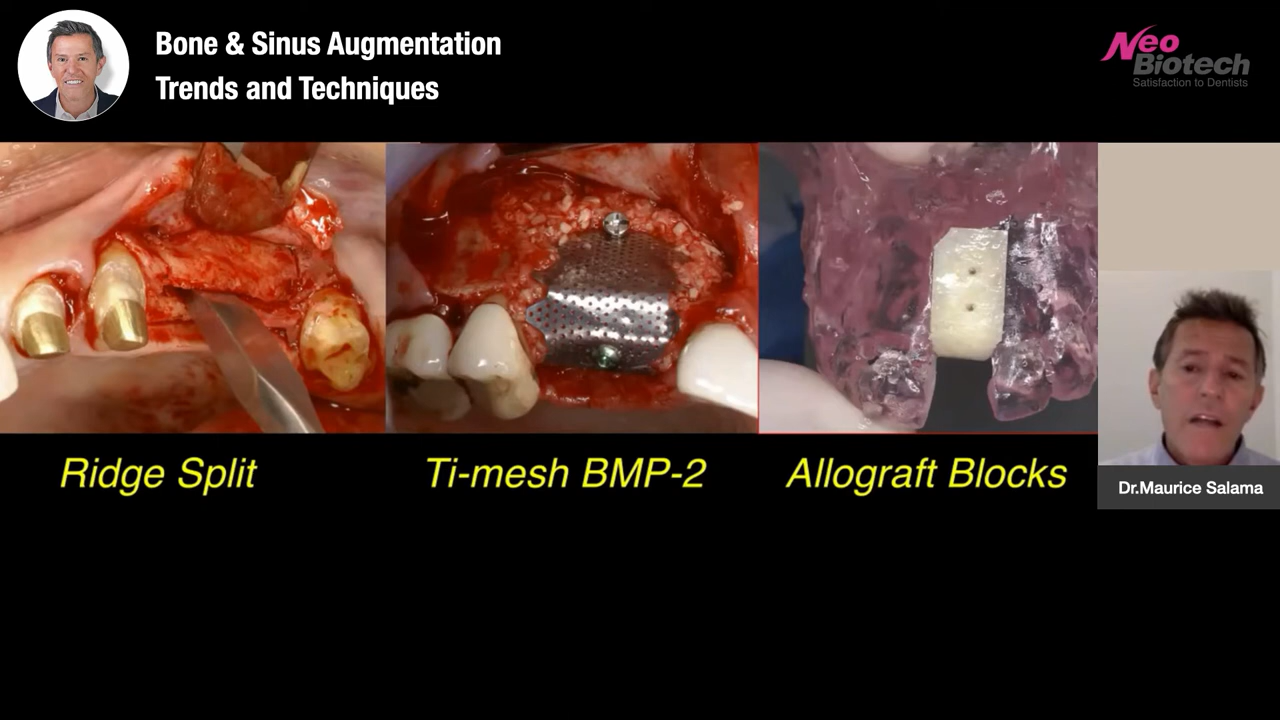 Bone & Sinus Augmentation
Trends and Techniques
Neo
Biotech
Satisfaction to Dentists
Ridge Split
Ti-mesh BMP-2
Allograft Blocks
Dr.Maurice Salama